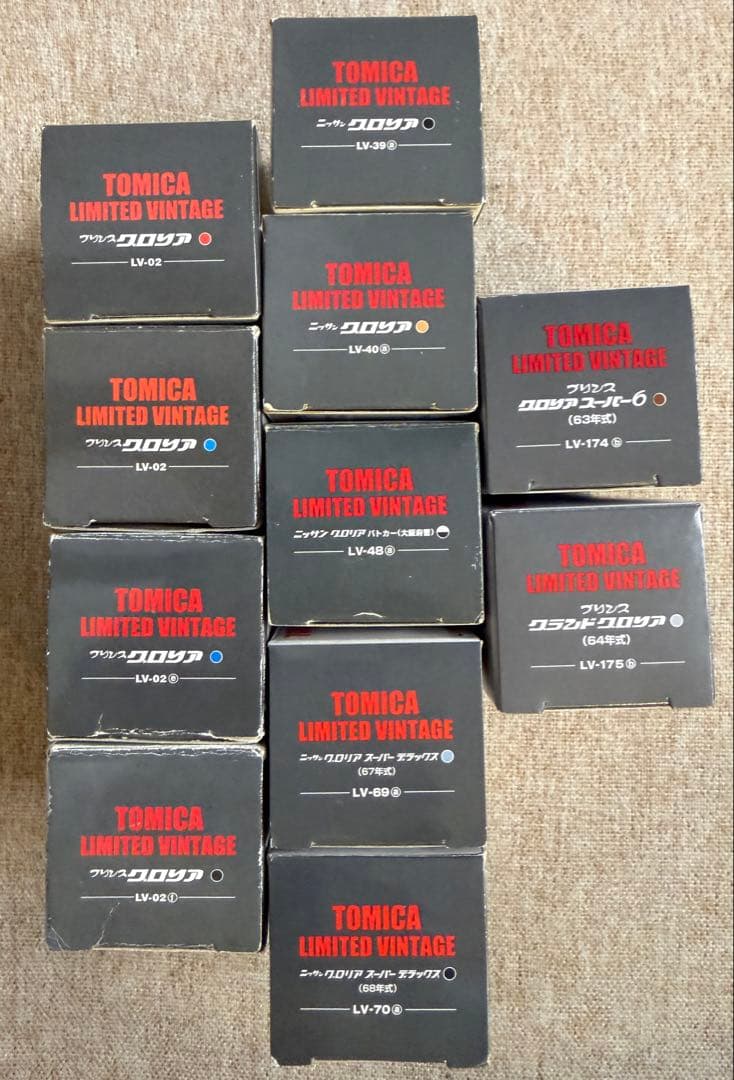 TOMICA
LIMITED VINTAGE
プリンス グロリア
LV-02
TOMICA
LIMITED VINTAGE
プリンス グロリア
LV-02
TOMICA
LIMITED VINTAGE
プリンス グロリア
LV-02 ⓔ
TOMICA
LIMITED VINTAGE
プリンス グロリア
LV-02 ⓕ
TOMICA
LIMITED VINTAGE
ニッサン グロリア
LV-39 ⓐ
TOMICA
LIMITED VINTAGE
ニッサン グロリア
LV-40 ⓐ
TOMICA
LIMITED VINTAGE
ニッサン グロリア パトカー(大阪府警)
LV-48 ⓐ
TOMICA
LIMITED VINTAGE
ニッサン グロリア スーパー デラックス
(67年式)
LV-69 ⓐ
TOMICA
LIMITED VINTAGE
ニッサン グロリア スーパー デラックス
(68年式)
LV-70 ⓐ
TOMICA
LIMITED VINTAGE
プリンス
グロリア スーパー6
(63年式)
LV-174 ⓑ
TOMICA
LIMITED VINTAGE
プリンス
グランド グロリア
(64年式)
LV-175 ⓑ